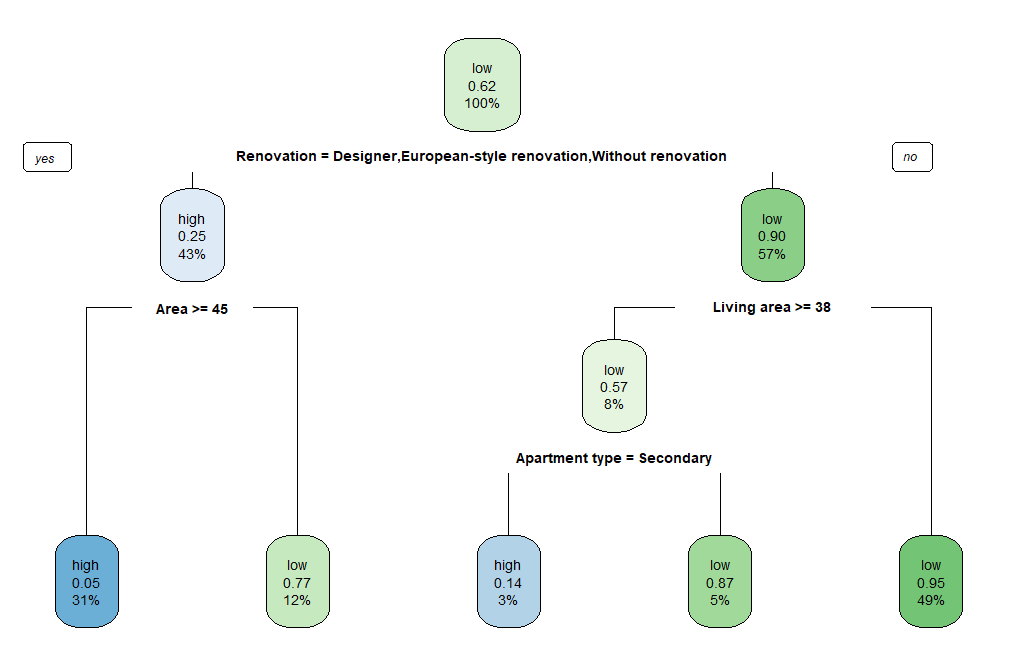 low
0.62
100%
yes
Renovation = Designer,European-style renovation,Without renovation
no
high
0.25
43%
low
0.90
57%
Area >= 45
Living area >= 38
low
0.57
8%
Apartment type = Secondary
high
0.05
31%
low
0.77
12%
high
0.14
3%
low
0.87
5%
low
0.95
49%